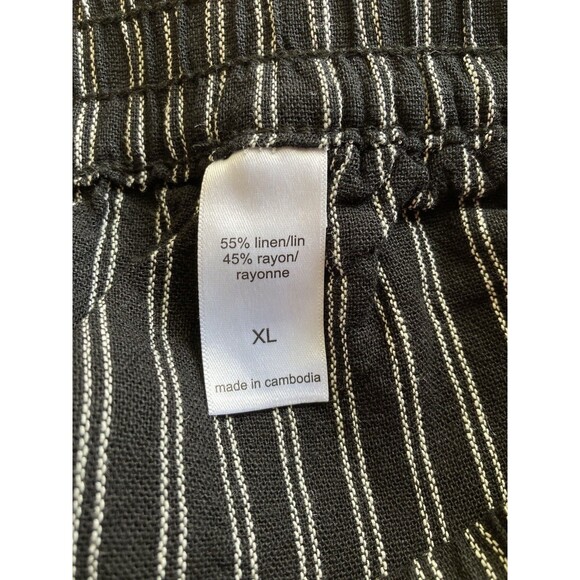 55% linen/lin
45% rayon/
rayonne
XL
made in cambodia